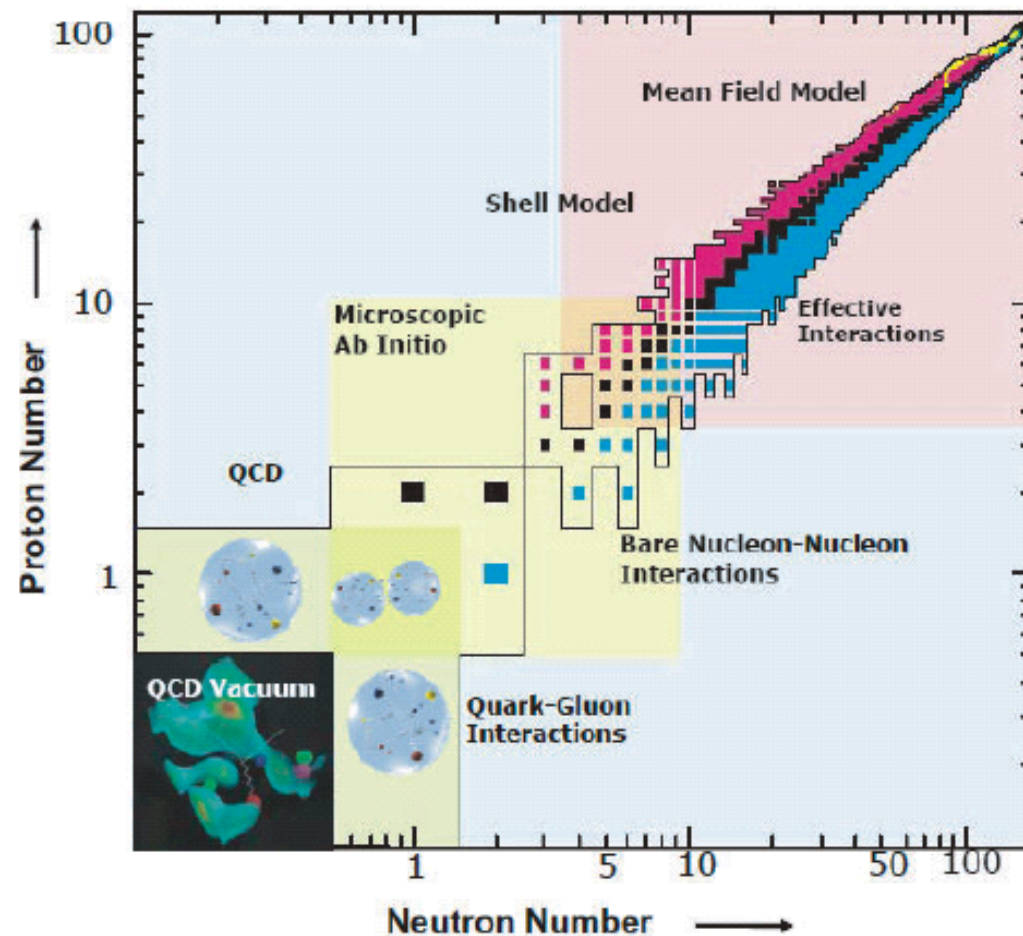 100
Mean Field Model
Shell Model
10
Microscopic
Ab Initio
Effective
Interactions
QCD
Bare Nucleon-Nucleon
Interactions
1
QCD Vacuum
Quark-Gluon
Interactions
Proton Number
1
5
10
50
100
Neutron Number